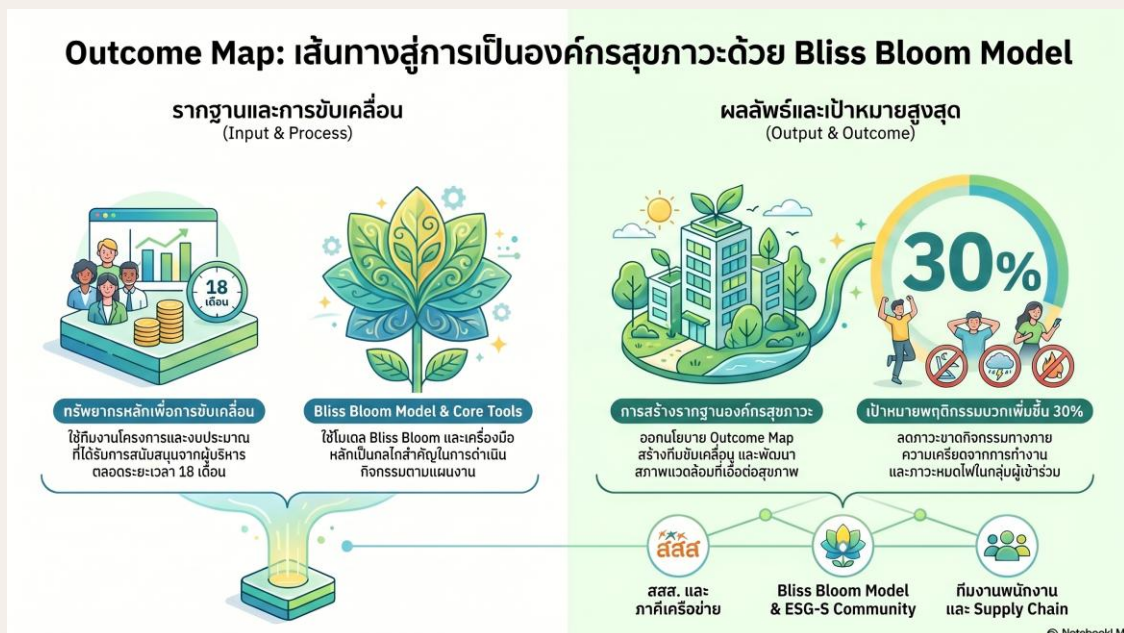 Outcome Map: เส้นทางสู่การเป็นองค์กรสุขภาวะด้วย Bliss Bloom Model
รากฐานและการขับเคลื่อน
(Input & Process)
ผลลัพธ์และเป้าหมายสูงสุด
(Output & Outcome)
18
เดือน
30%
ทรัพยากรหลักเพื่อการขับเคลื่อน
ใช้ทีมงานโครงการและงบประมาณ
ที่ได้รับการสนับสนุนจากผู้บริหาร
ตลอดระยะเวลา 18 เดือน
Bliss Bloom Model & Core Tools
ใช้โมเดล Bliss Bloom และเครื่องมือ
หลักเป็นกลไกสำคัญในการดำเนิน
กิจกรรมตามแผนงาน
การสร้างรากฐานองค์กรสุขภาวะ
ออกนโยบาย Outcome Map
สร้างทีมขับเคลื่อน และพัฒนา
สภาพแวดล้อมที่เอื้อต่อสุขภาพ
เป้าหมายพฤติกรรมบวกเพิ่มขึ้น 30%
ลดภาวะขาดกิจกรรมทางกาย
ความเครียดจากการทำงาน
และภาวะหมดไฟในกลุ่มผู้เข้าร่วม
สสส
สสส. และ
ภาคีเครือข่าย
Bliss Bloom Model
& ESG-S Community
ทีมงานพนักงาน
และ Supply Chain